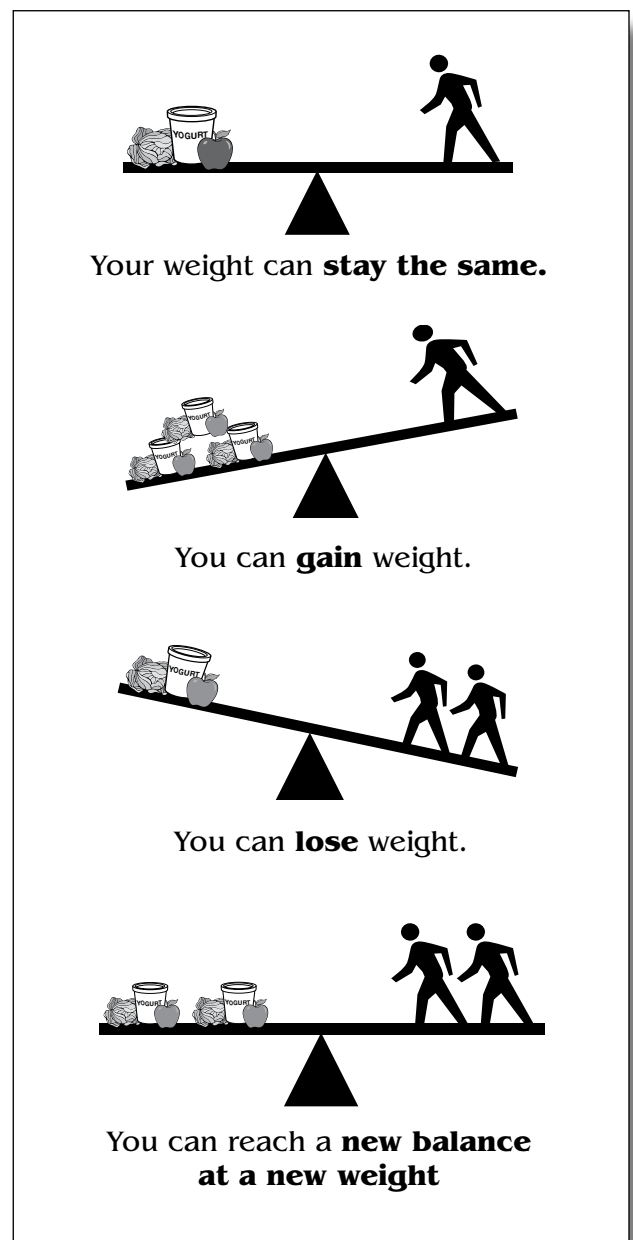 YOGURT
Your weight can stay the same.
YOGURT
YOGURT
YOGURT
You can gain weight.
YOGURT
You can lose weight.
YOGURT
YOGURT
You can reach a new balance
at a new weight